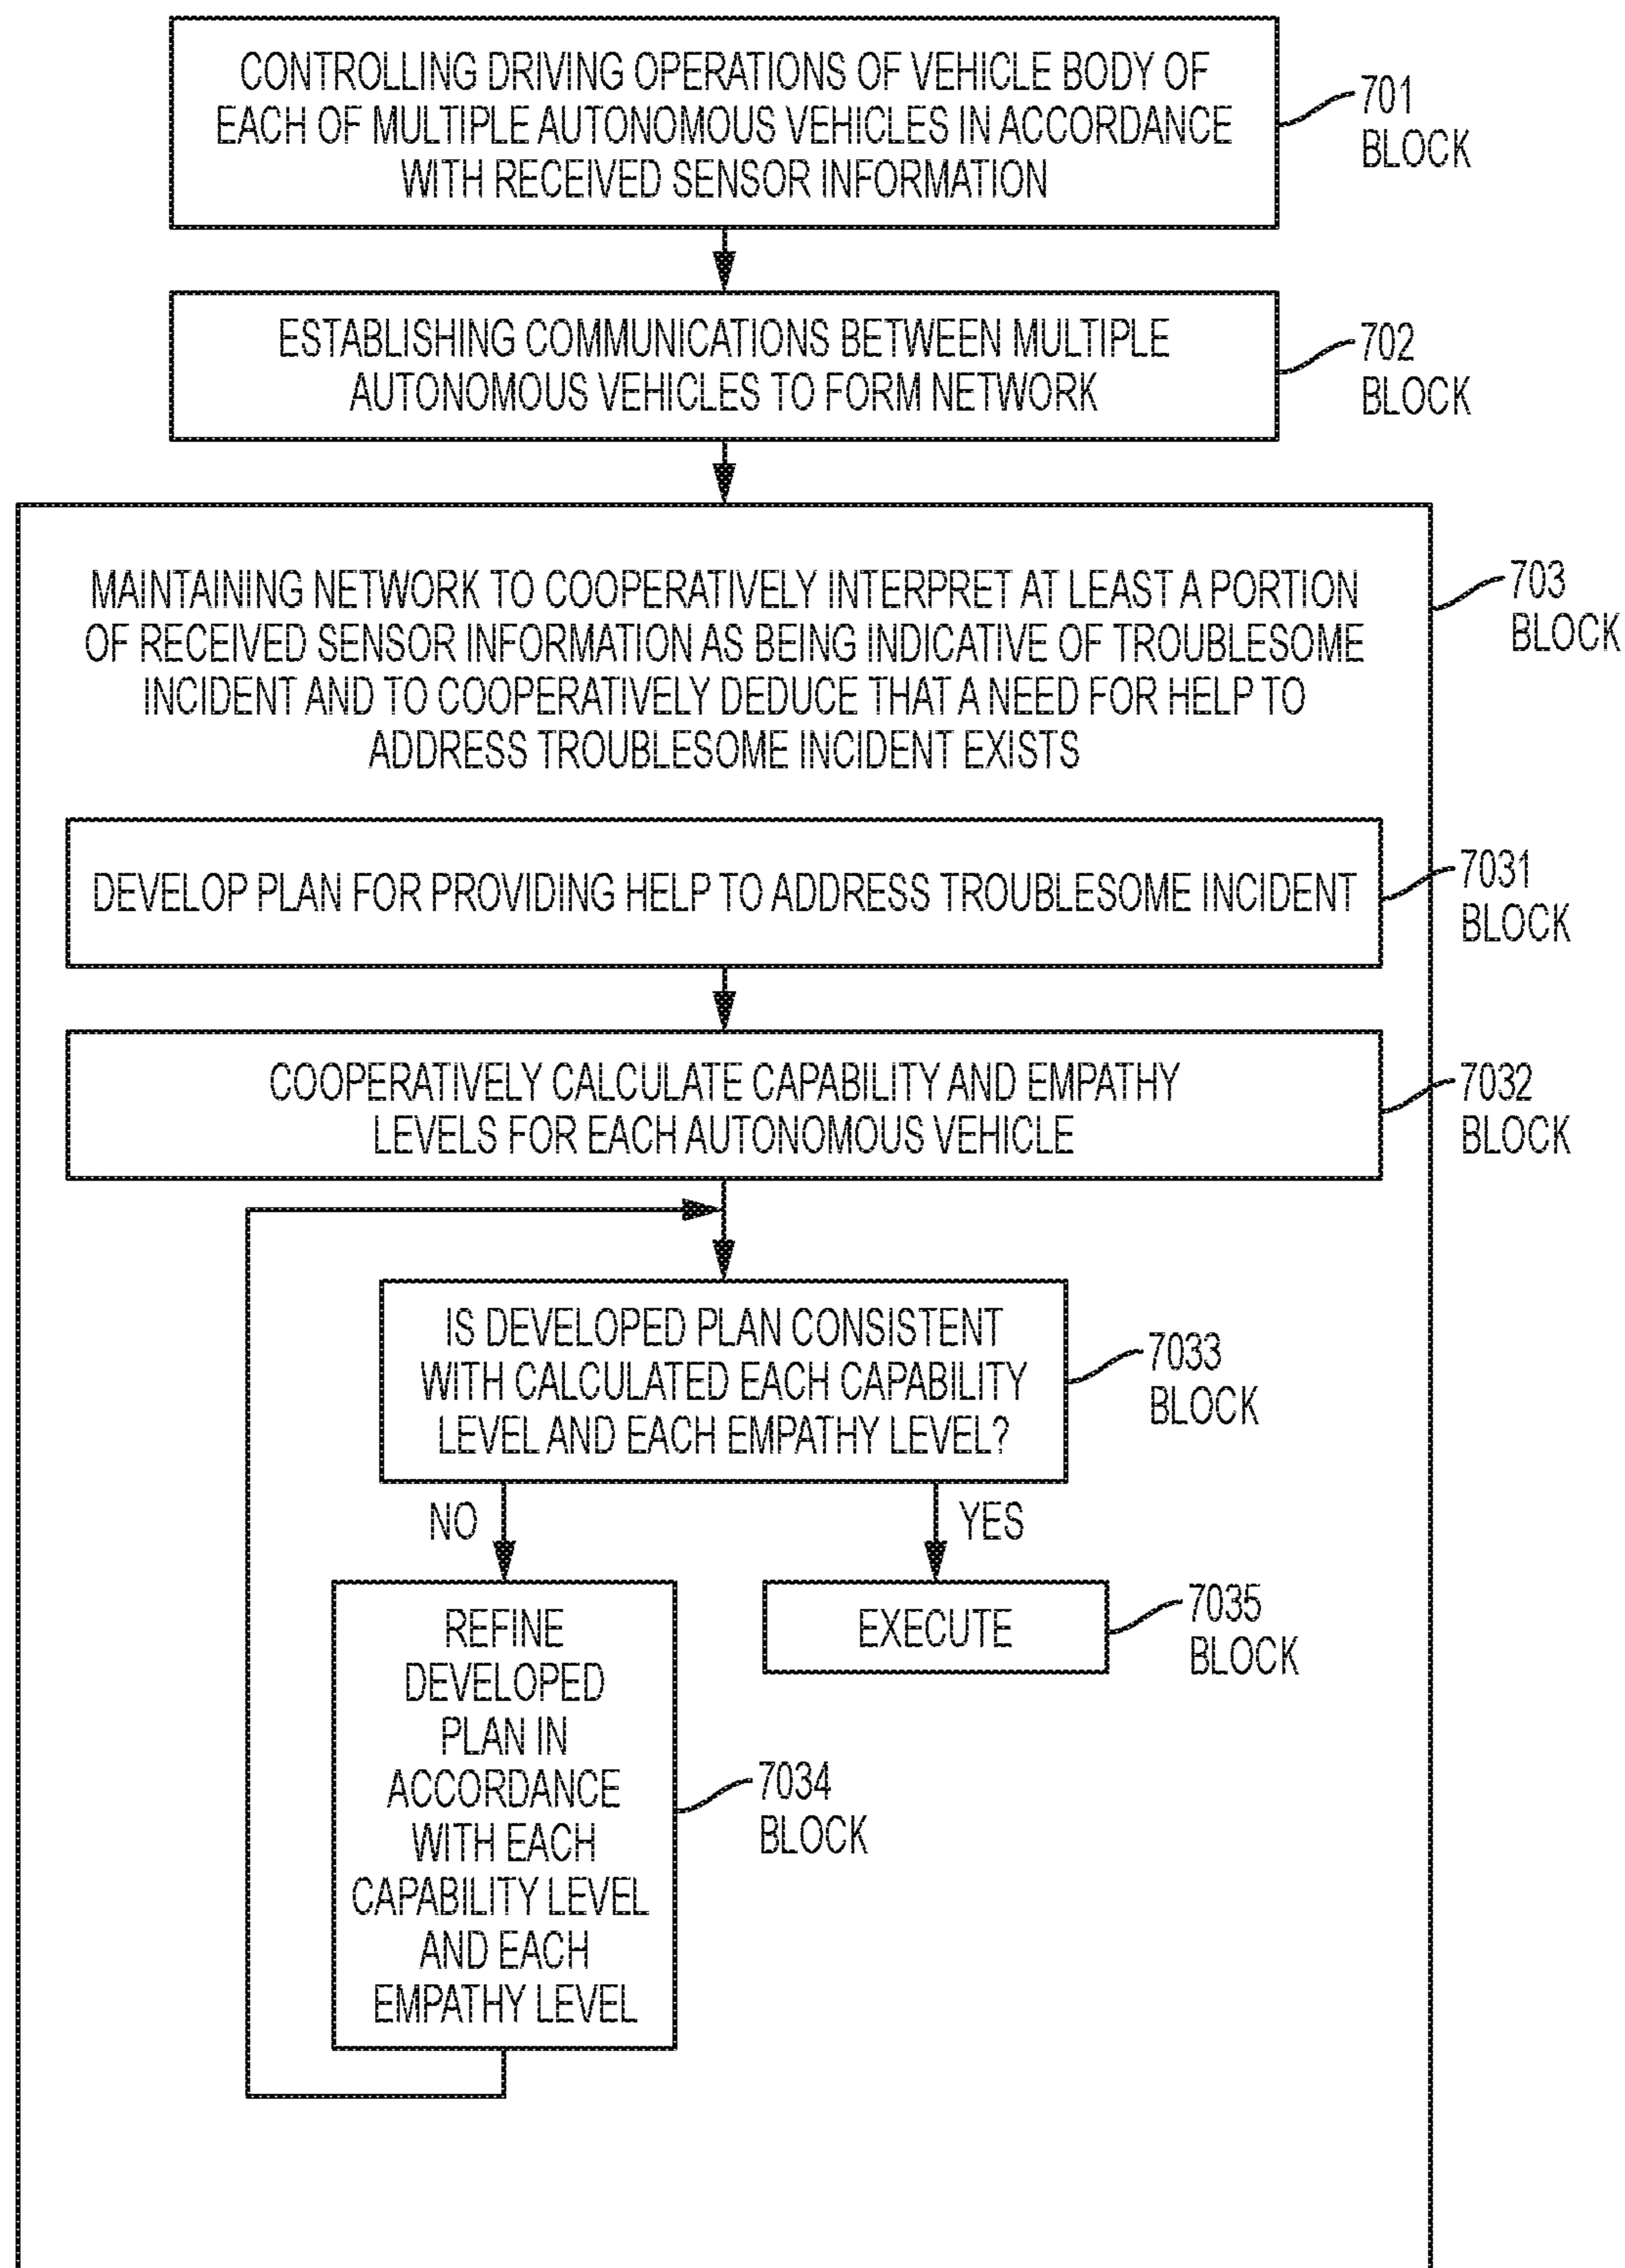 CONTROLLING DRIVING OPERATIONS OF VEHICLE BODY OF
EACH OF MULTIPLE AUTONOMOUS VEHICLES IN ACCORDANCE
WITH RECEIVED SENSOR INFORMATION
701
BLOCK
ESTABLISHING COMMUNICATIONS BETWEEN MULTIPLE
AUTONOMOUS VEHICLES TO FORM NETWORK
702
BLOCK
MAINTAINING NETWORK TO COOPERATIVELY INTERPRET AT LEAST A PORTION
OF RECEIVED SENSOR INFORMATION AS BEING INDICATIVE OF TROUBLESOME
INCIDENT AND TO COOPERATIVELY DEDUCE THAT A NEED FOR HELP TO
ADDRESS TROUBLESOME INCIDENT EXISTS
703
BLOCK
DEVELOP PLAN FOR PROVIDING HELP TO ADDRESS TROUBLESOME INCIDENT
7031
BLOCK
COOPERATIVELY CALCULATE CAPABILITY AND EMPATHY
LEVELS FOR EACH AUTONOMOUS VEHICLE
7032
BLOCK
IS DEVELOPED PLAN CONSISTENT
WITH CALCULATED EACH CAPABILITY
LEVEL AND EACH EMPATHY LEVEL?
7033
BLOCK
NO
YES
REFINE
DEVELOPED
PLAN IN
ACCORDANCE
WITH EACH
CAPABILITY LEVEL
AND EACH
EMPATHY LEVEL
7034
BLOCK
EXECUTE
7035
BLOCK